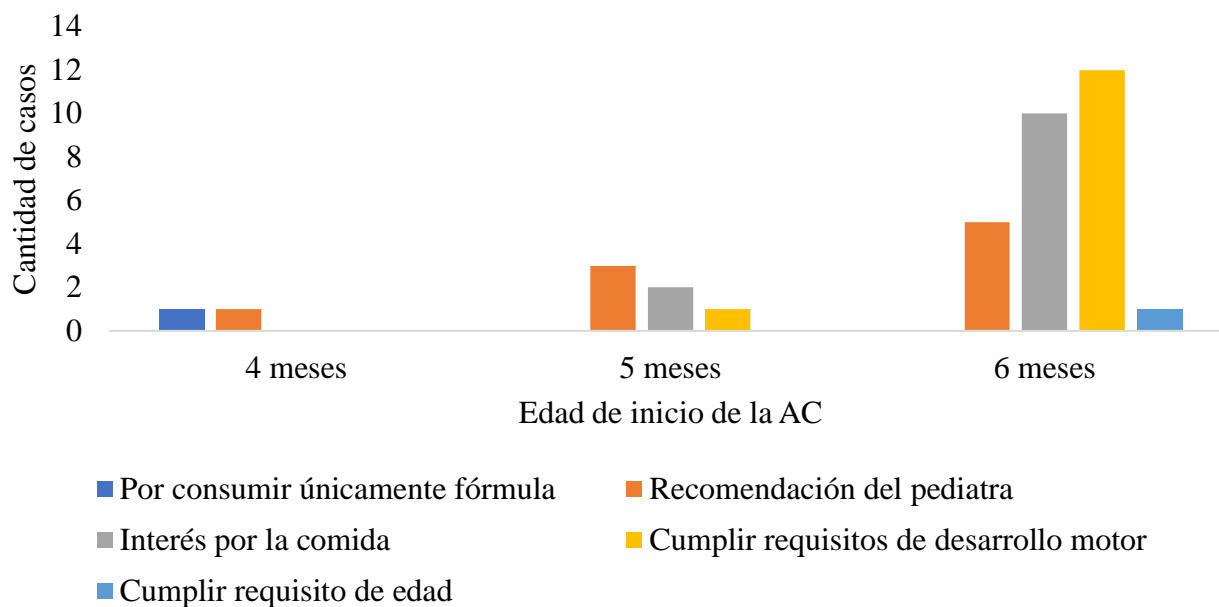 14
12
10
8
6
4
2
0
Cantidad de casos
4 meses
5 meses
6 meses
Edad de inicio de la AC
Por consumir únicamente fórmula
Recomendación del pediatra
Interés por la comida
Cumplir requisitos de desarrollo motor
Cumplir requisito de edad